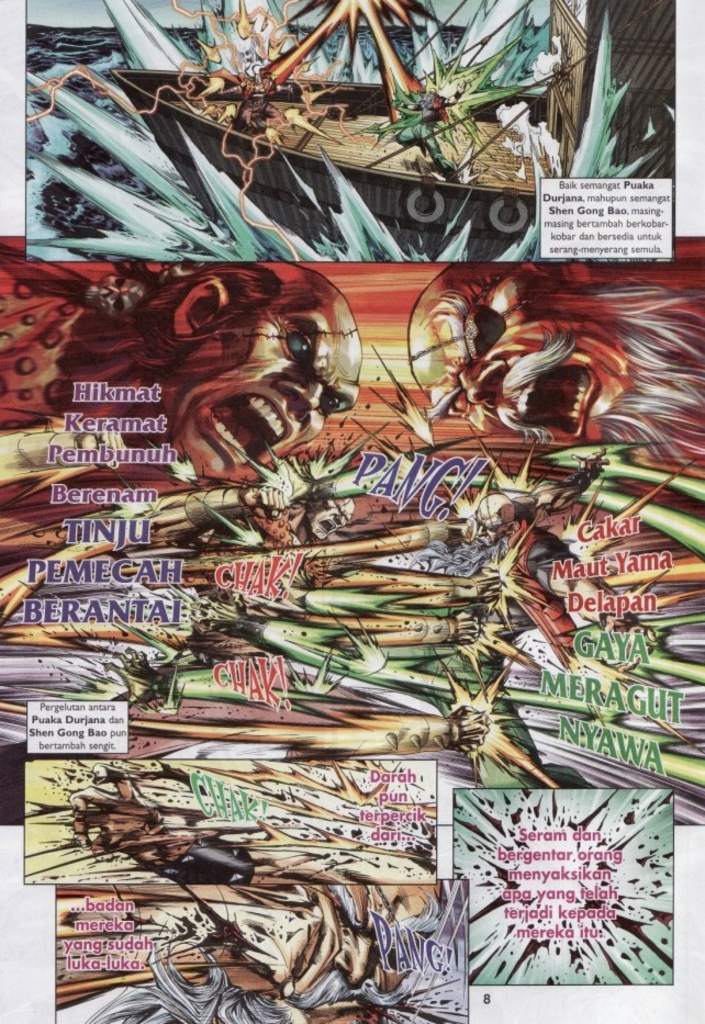 Baik semangat Puaka
Durjana, mahupun semangat
Shen Gong Bao, masing-
masing bertambah berkobar-
kobar dan bersedia untuk
serang-menyerang semula.
Hikmat
Keramat
Pembunuh
Berenam
TINJU
PEMECAH
BERANTAI
PANG!
CHAK!
CHAK!
Cakar
Maut Yama
Delapan
GAYA
MERAGUT
NYAWA
Pergelutan antara
Puaka Durjana dan
Shen Gong Bao pun
bertambah sengit.
CHAK!
Darah
pun
terpercik
dari...
Seram dan
bergentar orang
menyaksikan
apa yang telah
terjadi kepada
mereka itu.
...badan
mereka
yang sudah
luka-luka.
PANG!
8